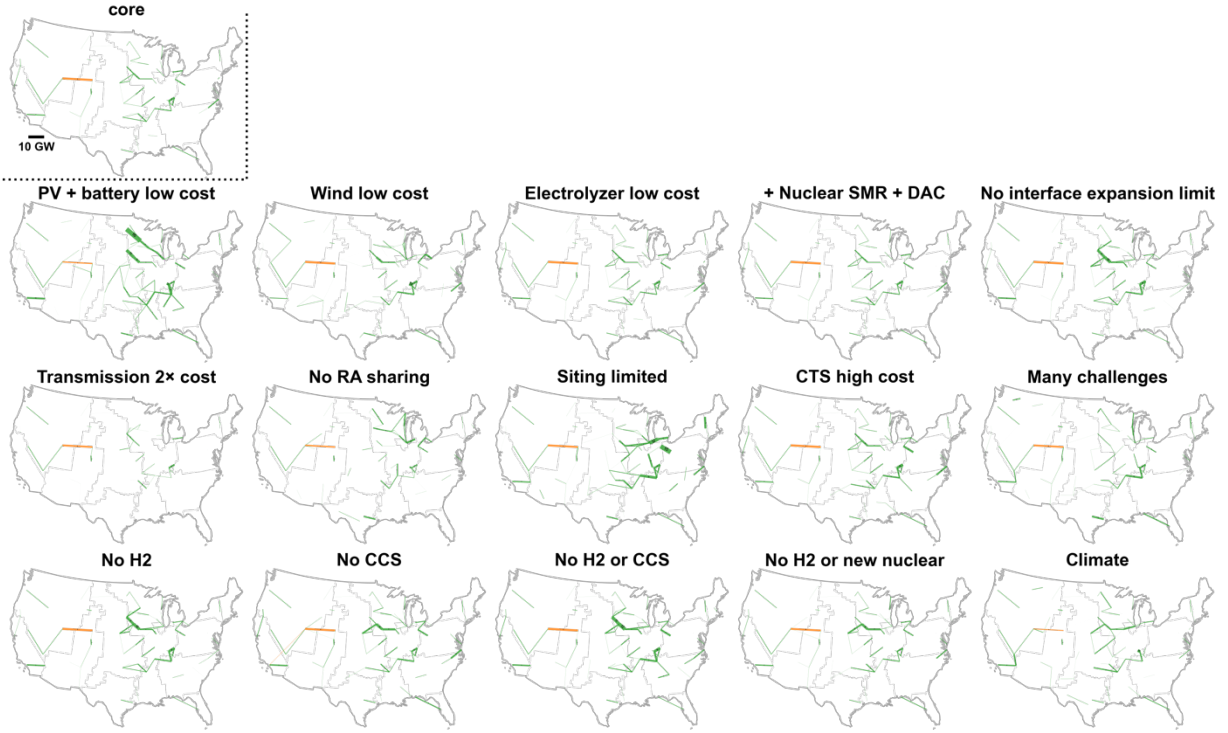 core
10 GW
PV + battery low cost
Wind low cost
Electrolyzer low cost
+ Nuclear SMR + DAC
No interface expansion limit
Transmission 2× cost
No RA sharing
Siting limited
CTS high cost
Many challenges
No H2
No CCS
No H2 or CCS
No H2 or new nuclear
Climate